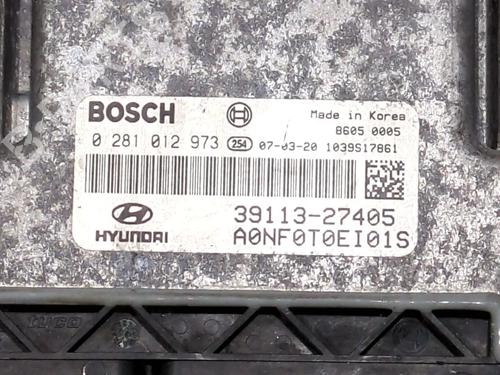 BOSCH
Made in Korea
8605 0005
0 281 012 973 254 07-03-20 1039S17861
HYUNDAI
39113-27405
A0NF0T0EI01S